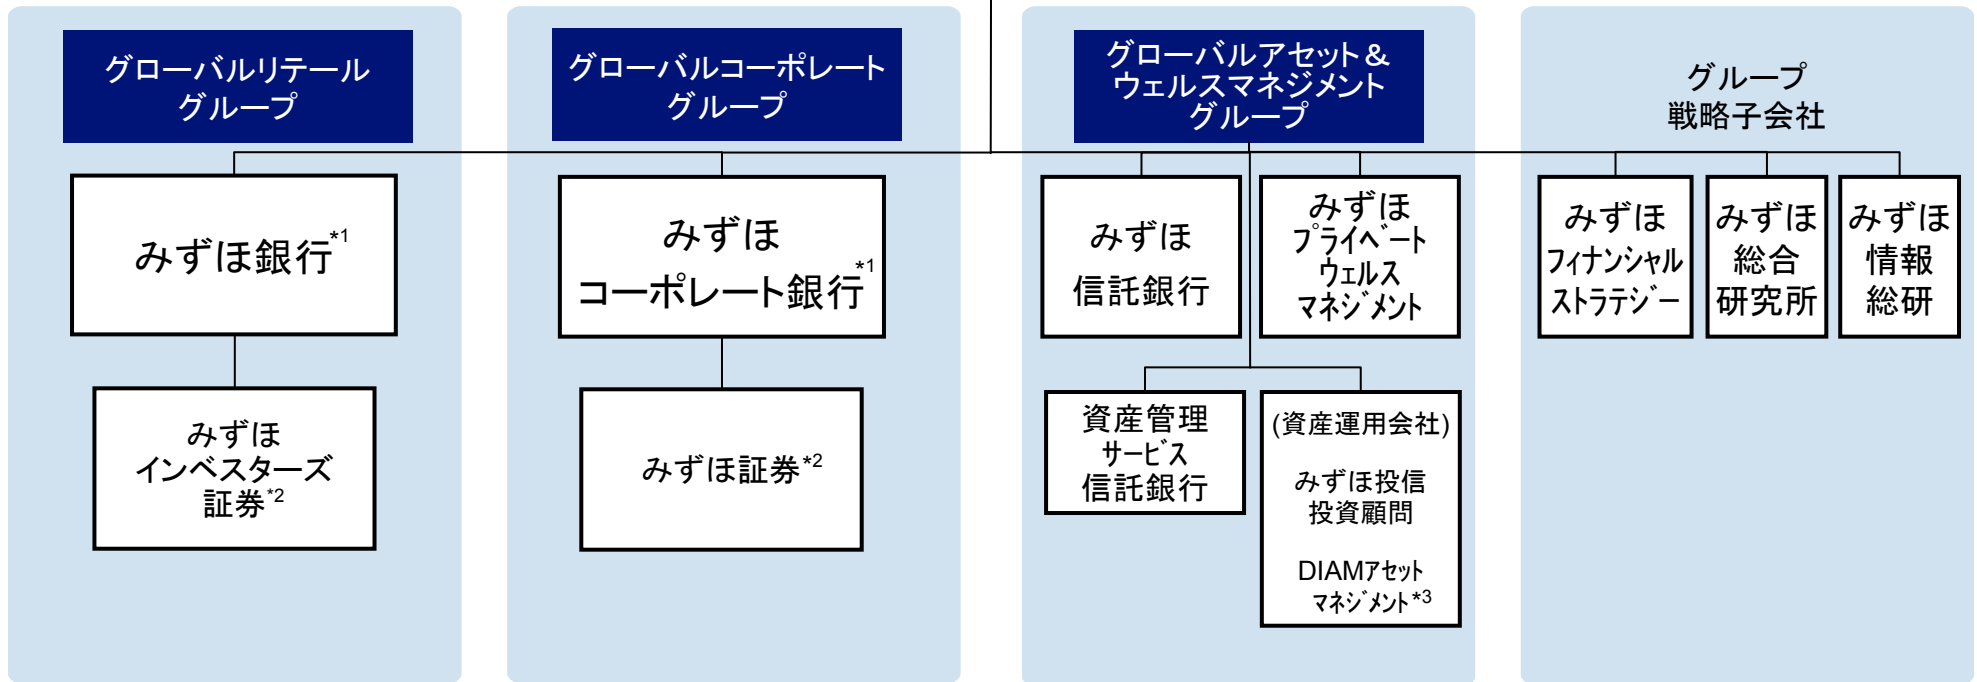 グローバルリテール
グループ
みずほ銀行*1
みずほ
インベスターズ
証券*2
グローバルコーポレート
グループ
みずほ
コーポレート銀行*1
みずほ証券*2
グローバルアセット&
ウェルスマネジメント
グループ
みずほ
信託銀行
みずほ
プライベート
ウェルス
マネジメント
資産管理
サービス
信託銀行
(資産運用会社)
みずほ投信
投資顧問
DIAMアセット
マネジメント*3
グループ
戦略子会社
みずほ
フィナンシャル
ストラテジー
みずほ
総合
研究所
みずほ
情報
総研